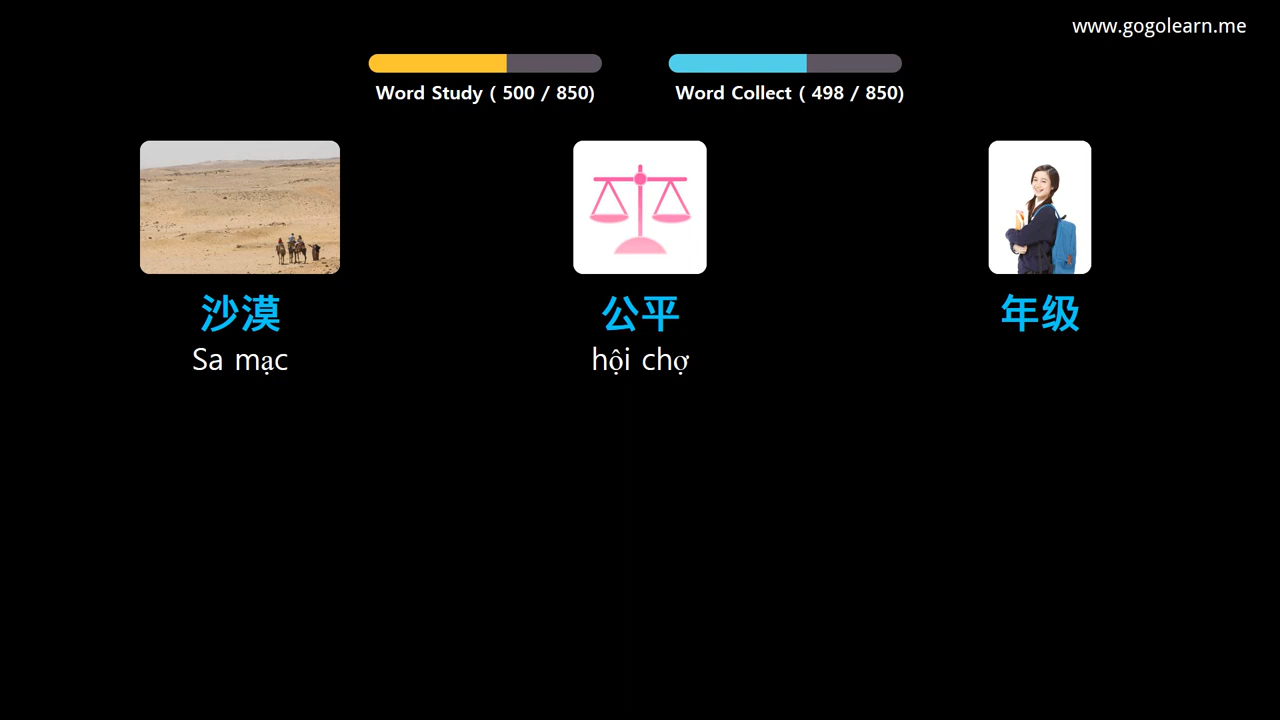 www.gogolearn.me
Word Study ( 500 / 850)
Word Collect ( 498 / 850)
沙漠
公平
年级
Sa mạc
hội chợ